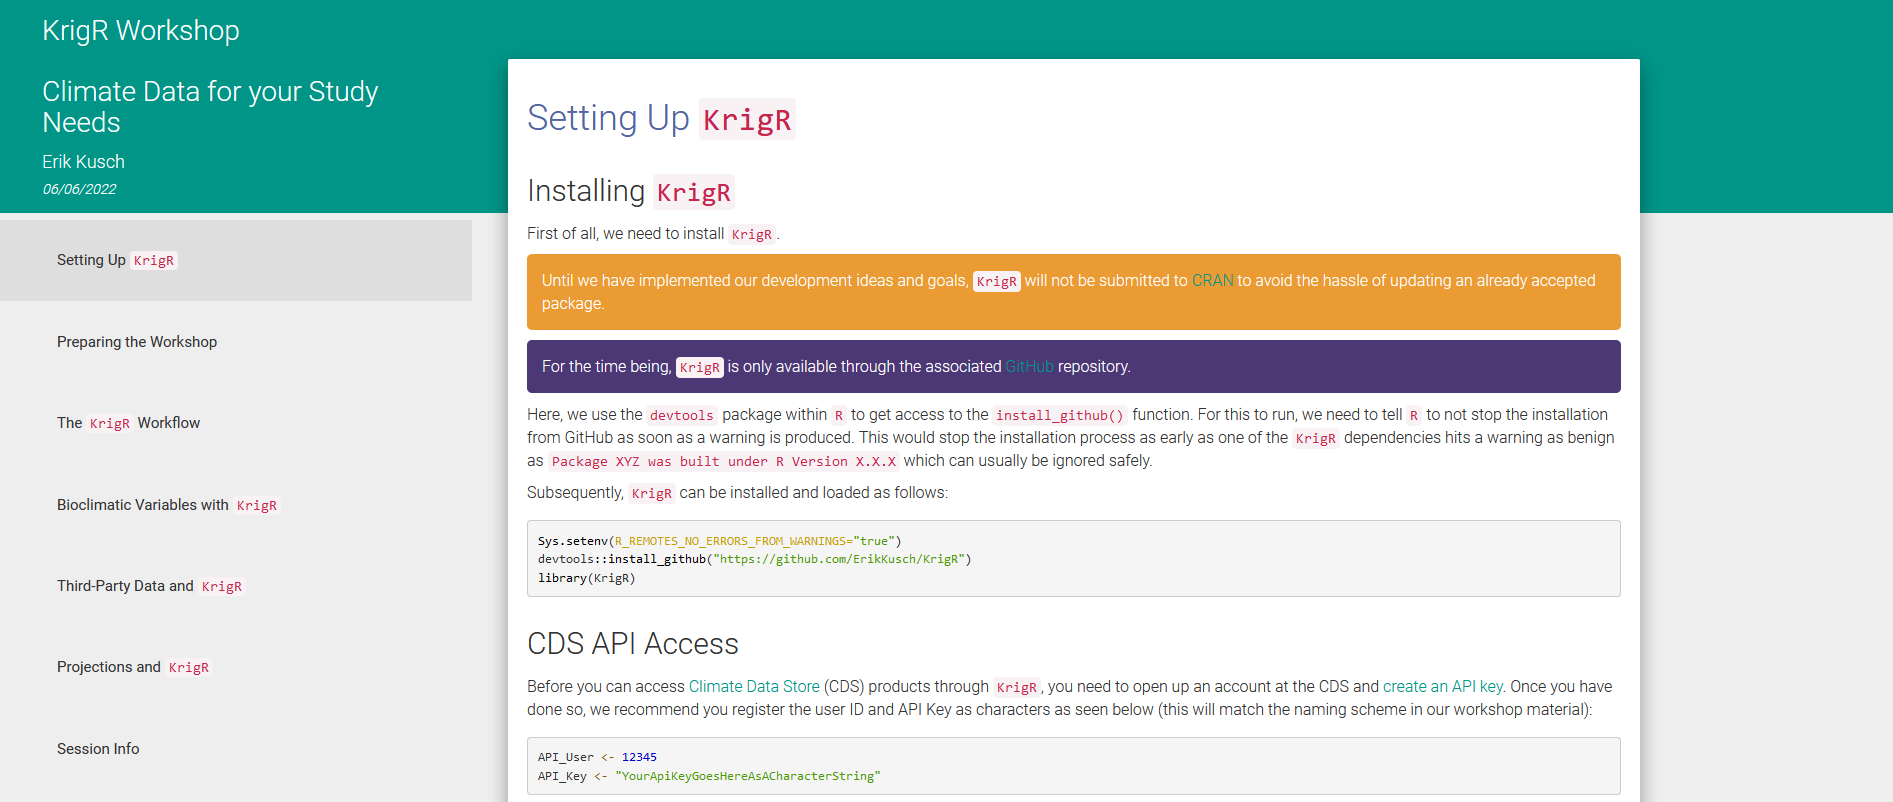 KrigR Workshop
Climate Data for your Study
Needs
Erik Kusch
06/06/2022
Setting Up KrigR
Preparing the Workshop
The KrigR Workflow
Bioclimatic Variables with KrigR
Third-Party Data and KrigR
Projections and KrigR
Session Info
Setting Up KrigR
Installing KrigR
First of all, we need to install KrigR.
Until we have implemented our development ideas and goals, KrigR will not be submitted to CRAN to avoid the hassle of updating an already accepted
package.
For the time being, KrigR is only available through the associated GitHub repository.
Here, we use the devtools package within R to get access to the install_github() function. For this to run, we need to tell R to not stop the installation
from GitHub as soon as a warning is produced. This would stop the installation process as early as one of the KrigR dependencies hits a warning as benign
as Package XYZ was built under R Version X.X.X which can usually be ignored safely.
Subsequently, KrigR can be installed and loaded as follows:
Sys.setenv(R_REMOTES_NO_ERRORS_FROM_WARNINGS="true")
devtools::install_github("https://github.com/ErikKusch/KrigR")
library(KrigR)
CDS API Access
Before you can access Climate Data Store (CDS) products through KrigR, you need to open up an account at the CDS and create an API key. Once you have
done so, we recommend you register the user ID and API Key as characters as seen below (this will match the naming scheme in our workshop material):
API_User <- 12345
API_Key <- "YourApiKeyGoesHereAsACharacterString"